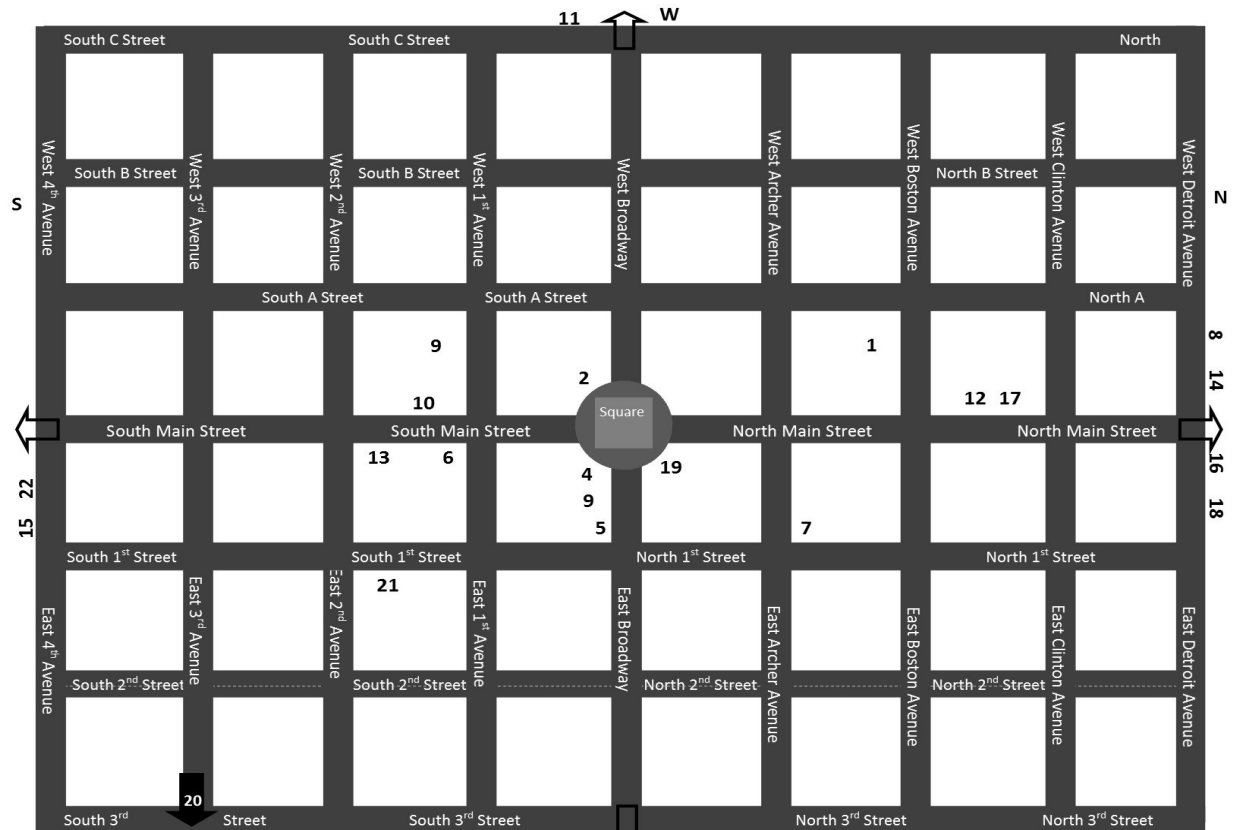 11 W
South C Street South C Street North
West 4th Avenue
West 3rd Avenue
West 2nd Avenue
West 1st Avenue
West Broadway
West Archer Avenue
West Boston Avenue
West Clinton Avenue
West Detroit Avenue
South B Street South B Street North B Street
S N
South A Street South A Street North A
9 1 8
2 14
10 12 17
Square
South Main Street South Main Street North Main Street North Main Street
13 6 4 19 16
22 9 18
15 5 7
South 1st Street South 1st Street North 1st Street North 1st Street
21
East 4th Avenue
East 3rd Avenue
East 2nd Avenue
East 1st Avenue
East Broadway
East Archer Avenue
East Boston Avenue
East Clinton Avenue
East Detroit Avenue
South 2nd Street South 2nd Street North 2nd Street North 2nd Street
20
South 3rd Street South 3rd Street North 3rd Street North 3rd Street